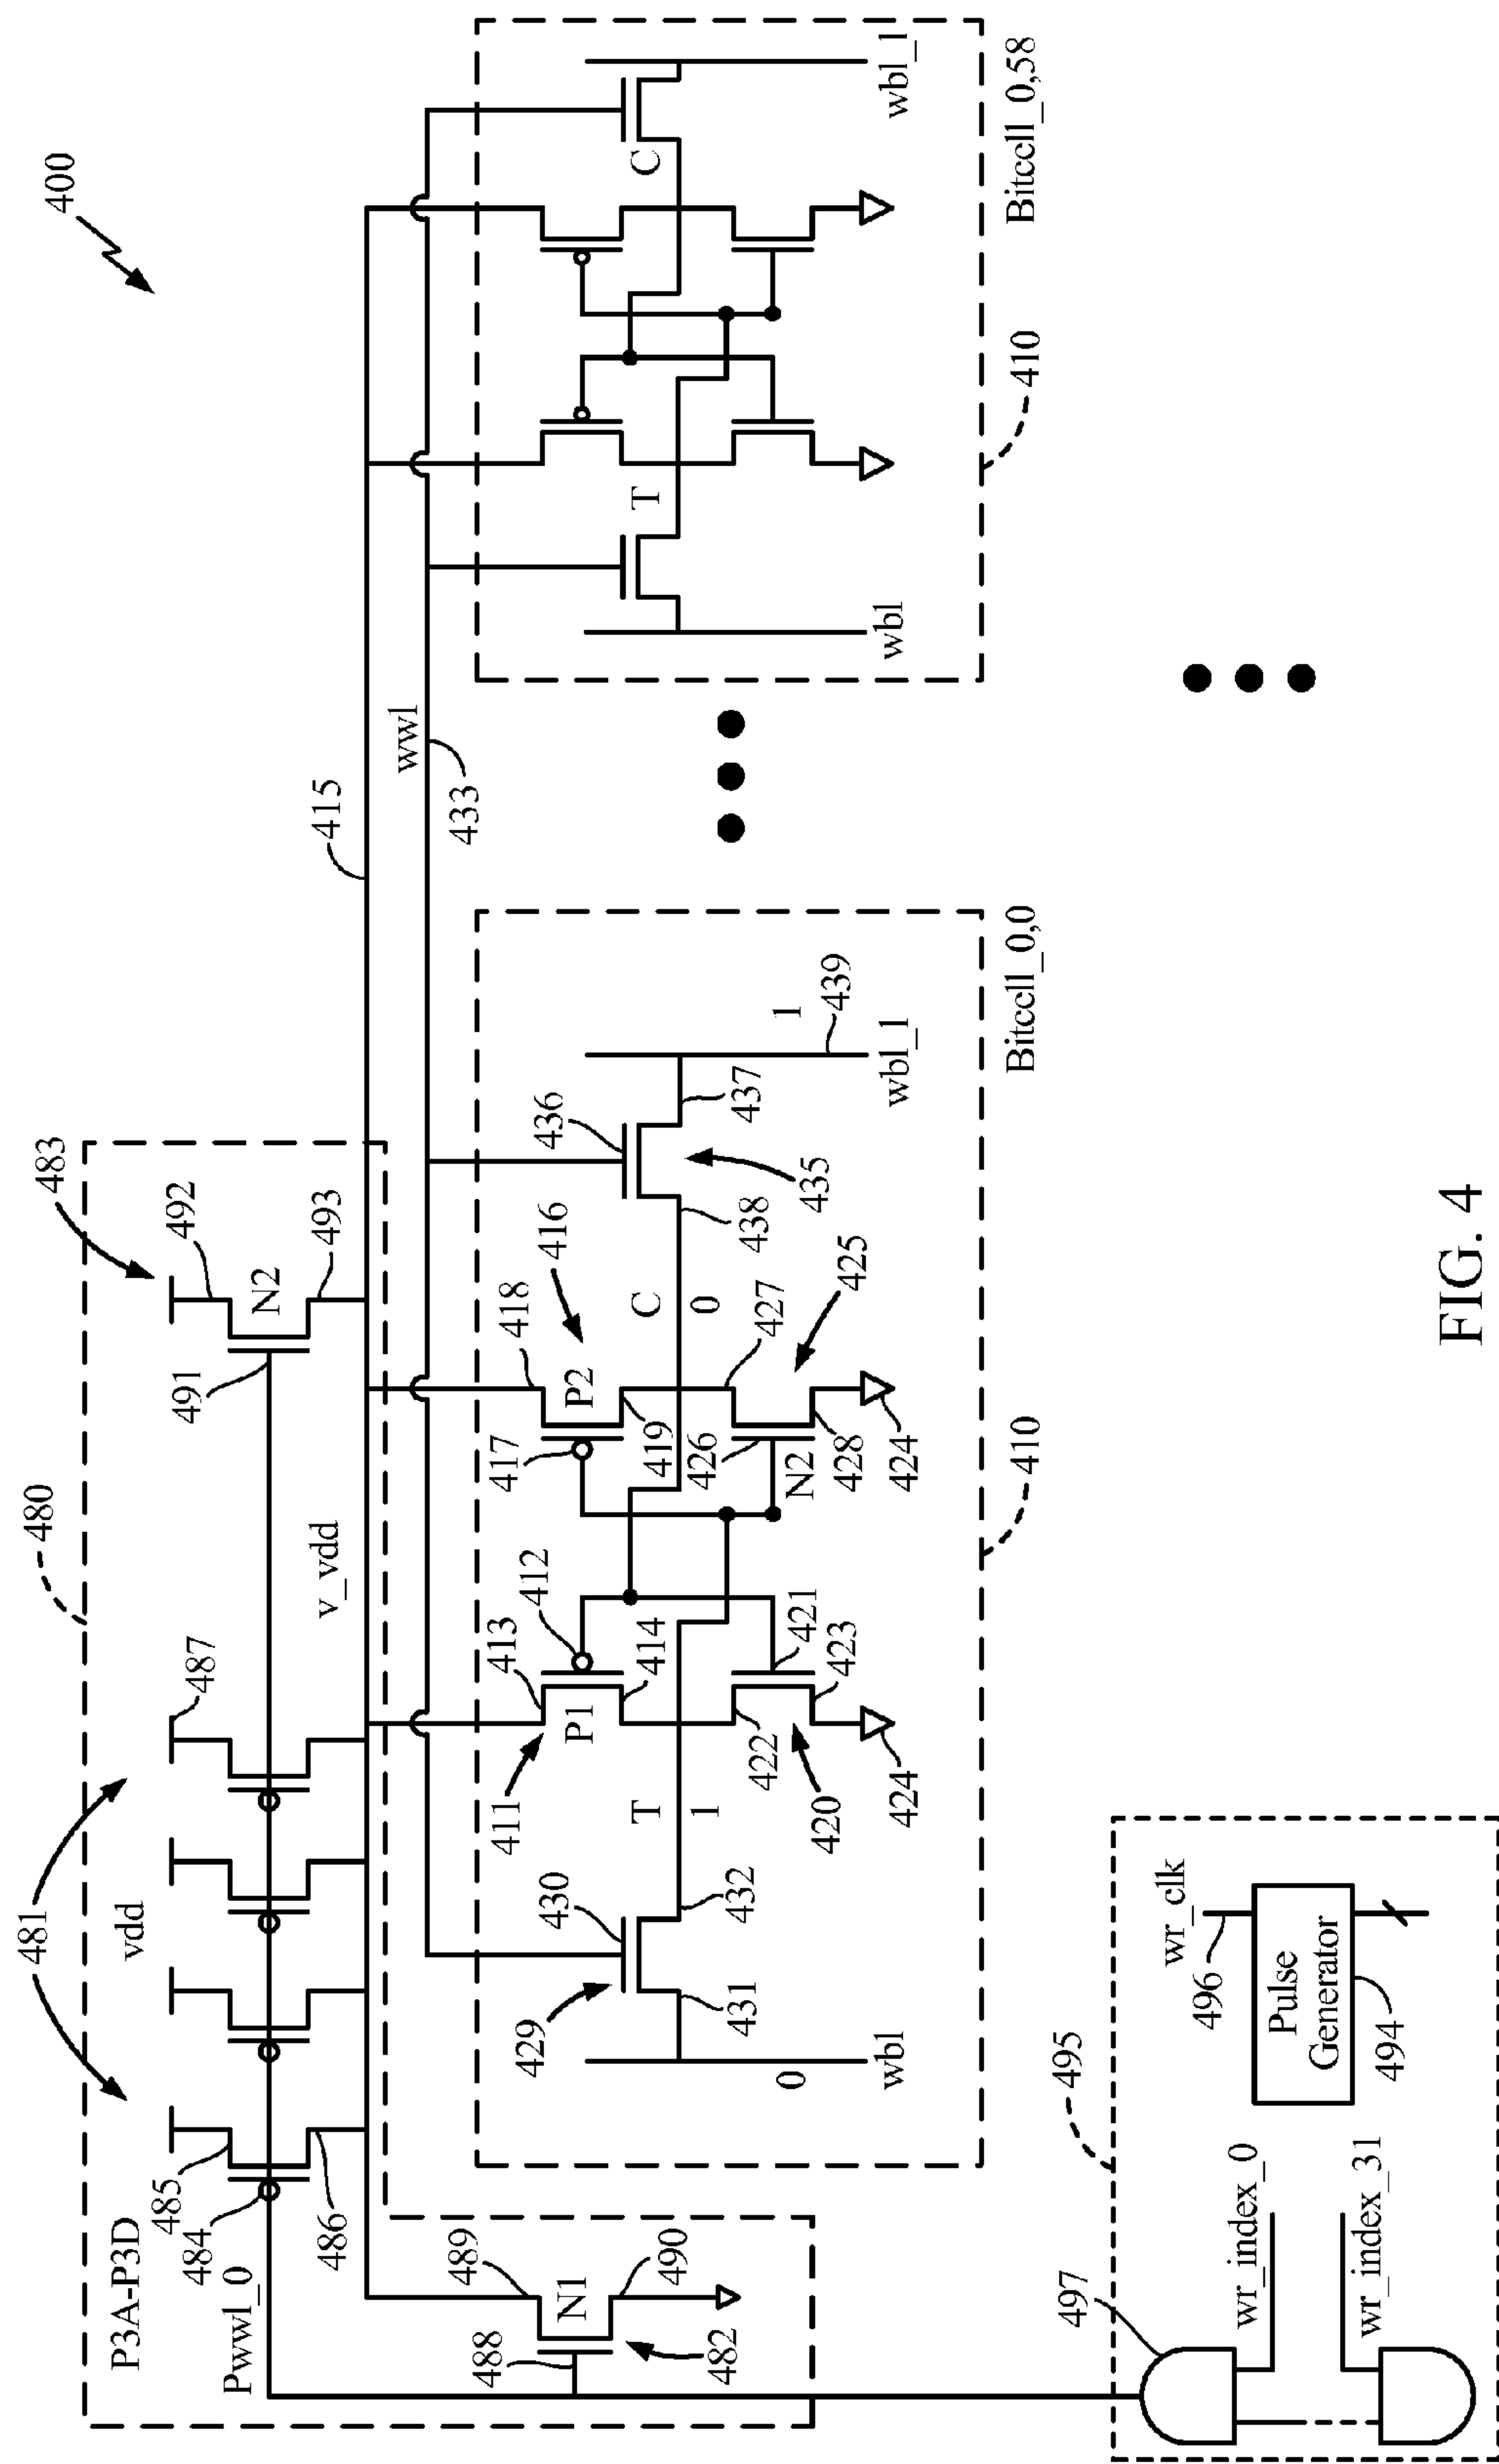 400
480
481
483
P3A-P3D
vdd
487
492
485
484
486
Pwwl_0
v_vdd
491
N2
493
415
wwl
433
489
488
N1
490
482
429
430
431
432
T
1
411
P1
413
412
414
422
421
423
420
424
417
P2
418
416
419
426
427
N2
428
425
424
C
0
438
436
435
437
1
439
0
wbl
wbl_1
410
Bitcell_0,0
T
C
wbl
wbl_1
410
Bitcell_0,58
495
497
wr_index_0
wr_index_31
wr_clk
496
Pulse
Generator
494
FIG. 4